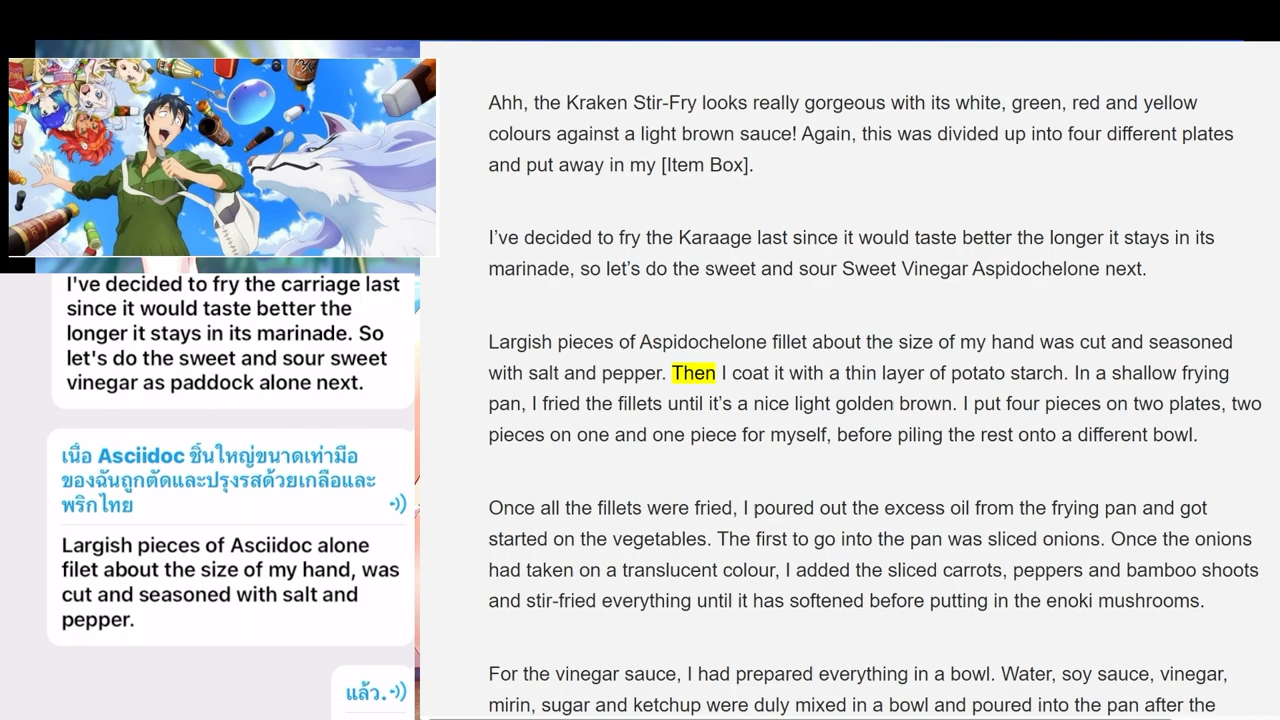 I've decided to fry the carriage last
since it would taste better the
longer it stays in its marinade. So
let's do the sweet and sour sweet
vinegar as paddock alone next.
เนื้อ Asciidoc ชิ้นใหญ่ขนาดเท่ามือ
ของฉันถูกตัดและปรุงรสด้วยเกลือและ
พริกไทย
Largish pieces of Asciidoc alone
filet about the size of my hand, was
cut and seasoned with salt and
pepper.
แล้ว.
Ahh, the Kraken Stir-Fry looks really gorgeous with its white, green, red and yellow
colours against a light brown sauce! Again, this was divided up into four different plates
and put away in my [Item Box].
I’ve decided to fry the Karaage last since it would taste better the longer it stays in its
marinade, so let’s do the sweet and sour Sweet Vinegar Aspidochelone next.
Largish pieces of Aspidochelone fillet about the size of my hand was cut and seasoned
with salt and pepper. Then I coat it with a thin layer of potato starch. In a shallow frying
pan, I fried the fillets until it’s a nice light golden brown. I put four pieces on two plates, two
pieces on one and one piece for myself, before piling the rest onto a different bowl.
Once all the fillets were fried, I poured out the excess oil from the frying pan and got
started on the vegetables. The first to go into the pan was sliced onions. Once the onions
had taken on a translucent colour, I added the sliced carrots, peppers and bamboo shoots
and stir-fried everything until it has softened before putting in the enoki mushrooms.
For the vinegar sauce, I had prepared everything in a bowl. Water, soy sauce, vinegar,
mirin, sugar and ketchup were duly mixed in a bowl and poured into the pan after the